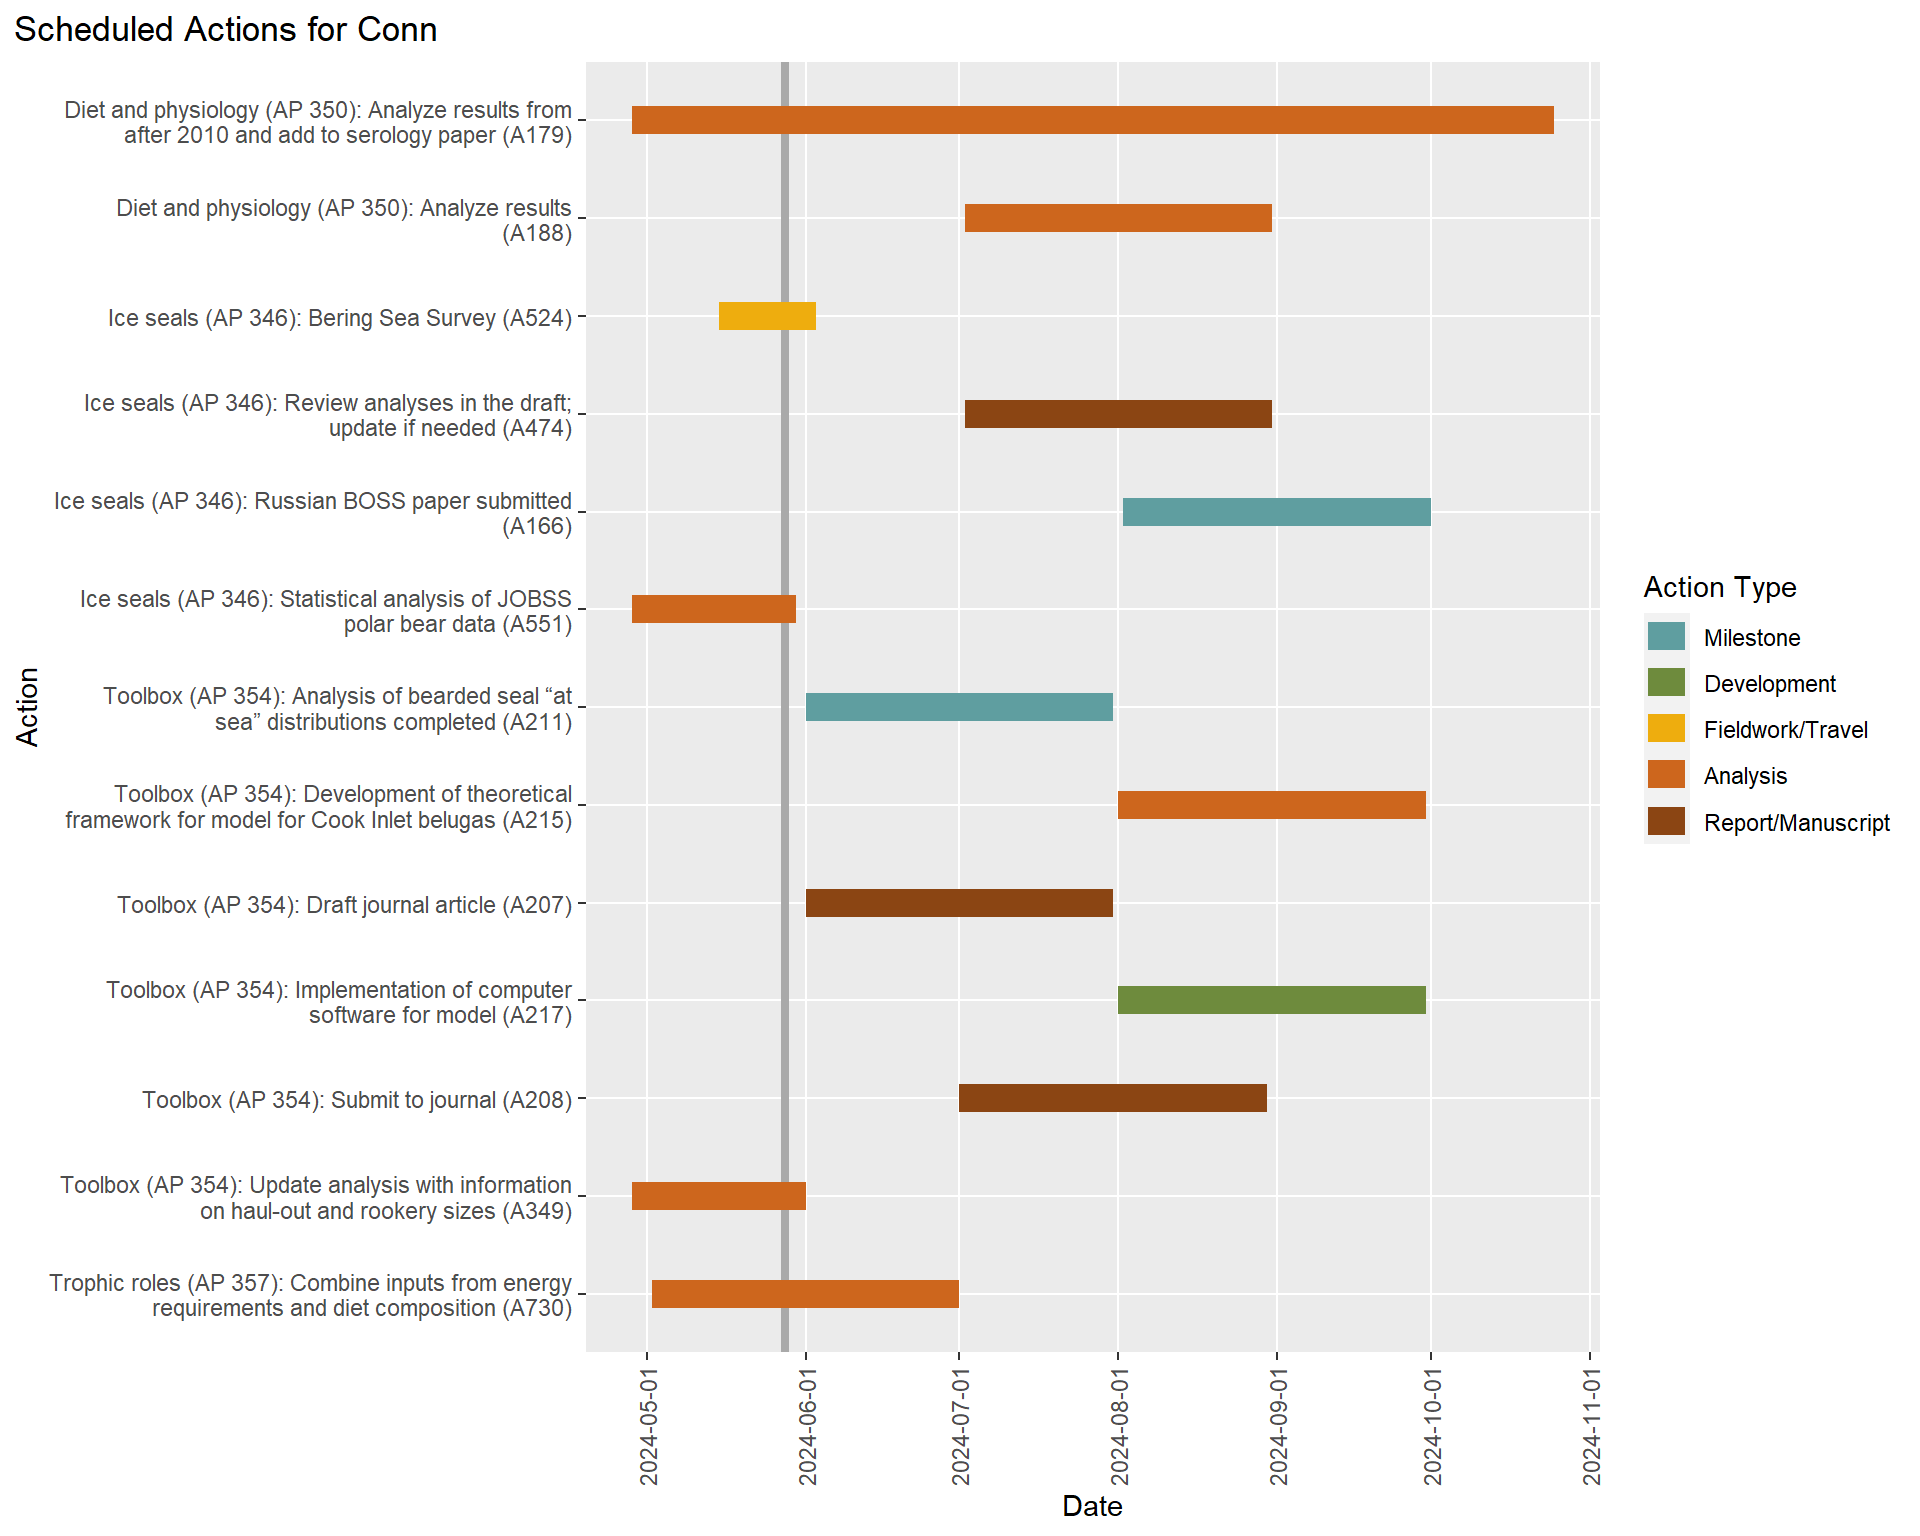 Scheduled Actions for Conn
Diet and physiology (AP 350): Analyze results from
after 2010 and add to serology paper (A179)
Diet and physiology (AP 350): Analyze results
(A188)
Ice seals (AP 346): Bering Sea Survey (A524)
Ice seals (AP 346): Review analyses in the draft;
update if needed (A474)
Ice seals (AP 346): Russian BOSS paper submitted
(A166)
Ice seals (AP 346): Statistical analysis of JOBSS
polar bear data (A551)
Toolbox (AP 354): Analysis of bearded seal “at
sea” distributions completed (A211)
Toolbox (AP 354): Development of theoretical
framework for model for Cook Inlet belugas (A215)
Toolbox (AP 354): Draft journal article (A207)
Toolbox (AP 354): Implementation of computer
software for model (A217)
Toolbox (AP 354): Submit to journal (A208)
Toolbox (AP 354): Update analysis with information
on haul-out and rookery sizes (A349)
Trophic roles (AP 357): Combine inputs from energy
requirements and diet composition (A730)
Action
2024-05-01
2024-06-01
2024-07-01
2024-08-01
2024-09-01
2024-10-01
2024-11-01
Date
Action Type
Milestone
Development
Fieldwork/Travel
Analysis
Report/Manuscript